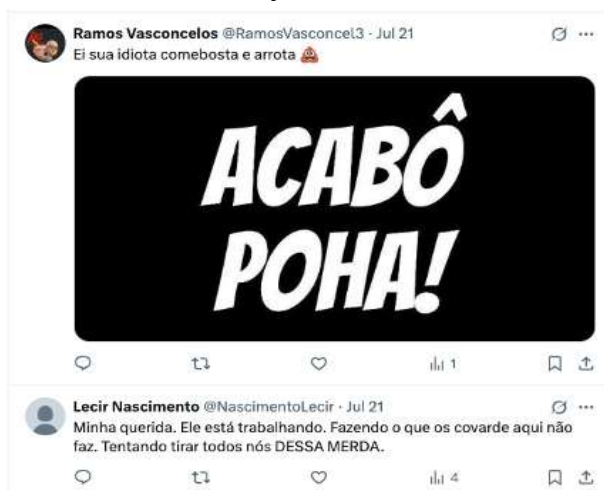 Ramos Vasconcelos @RamosVasconcel3 · Jul 21
Ei sua idiota comebosta e arrota 💩
ACABÔ
POHA!
1
Lecir Nascimento @NascimentoLecir · Jul 21
Minha querida. Ele está trabalhando. Fazendo o que os covarde aqui não
faz. Tentando tirar todos nós DESSA MERDA.
4